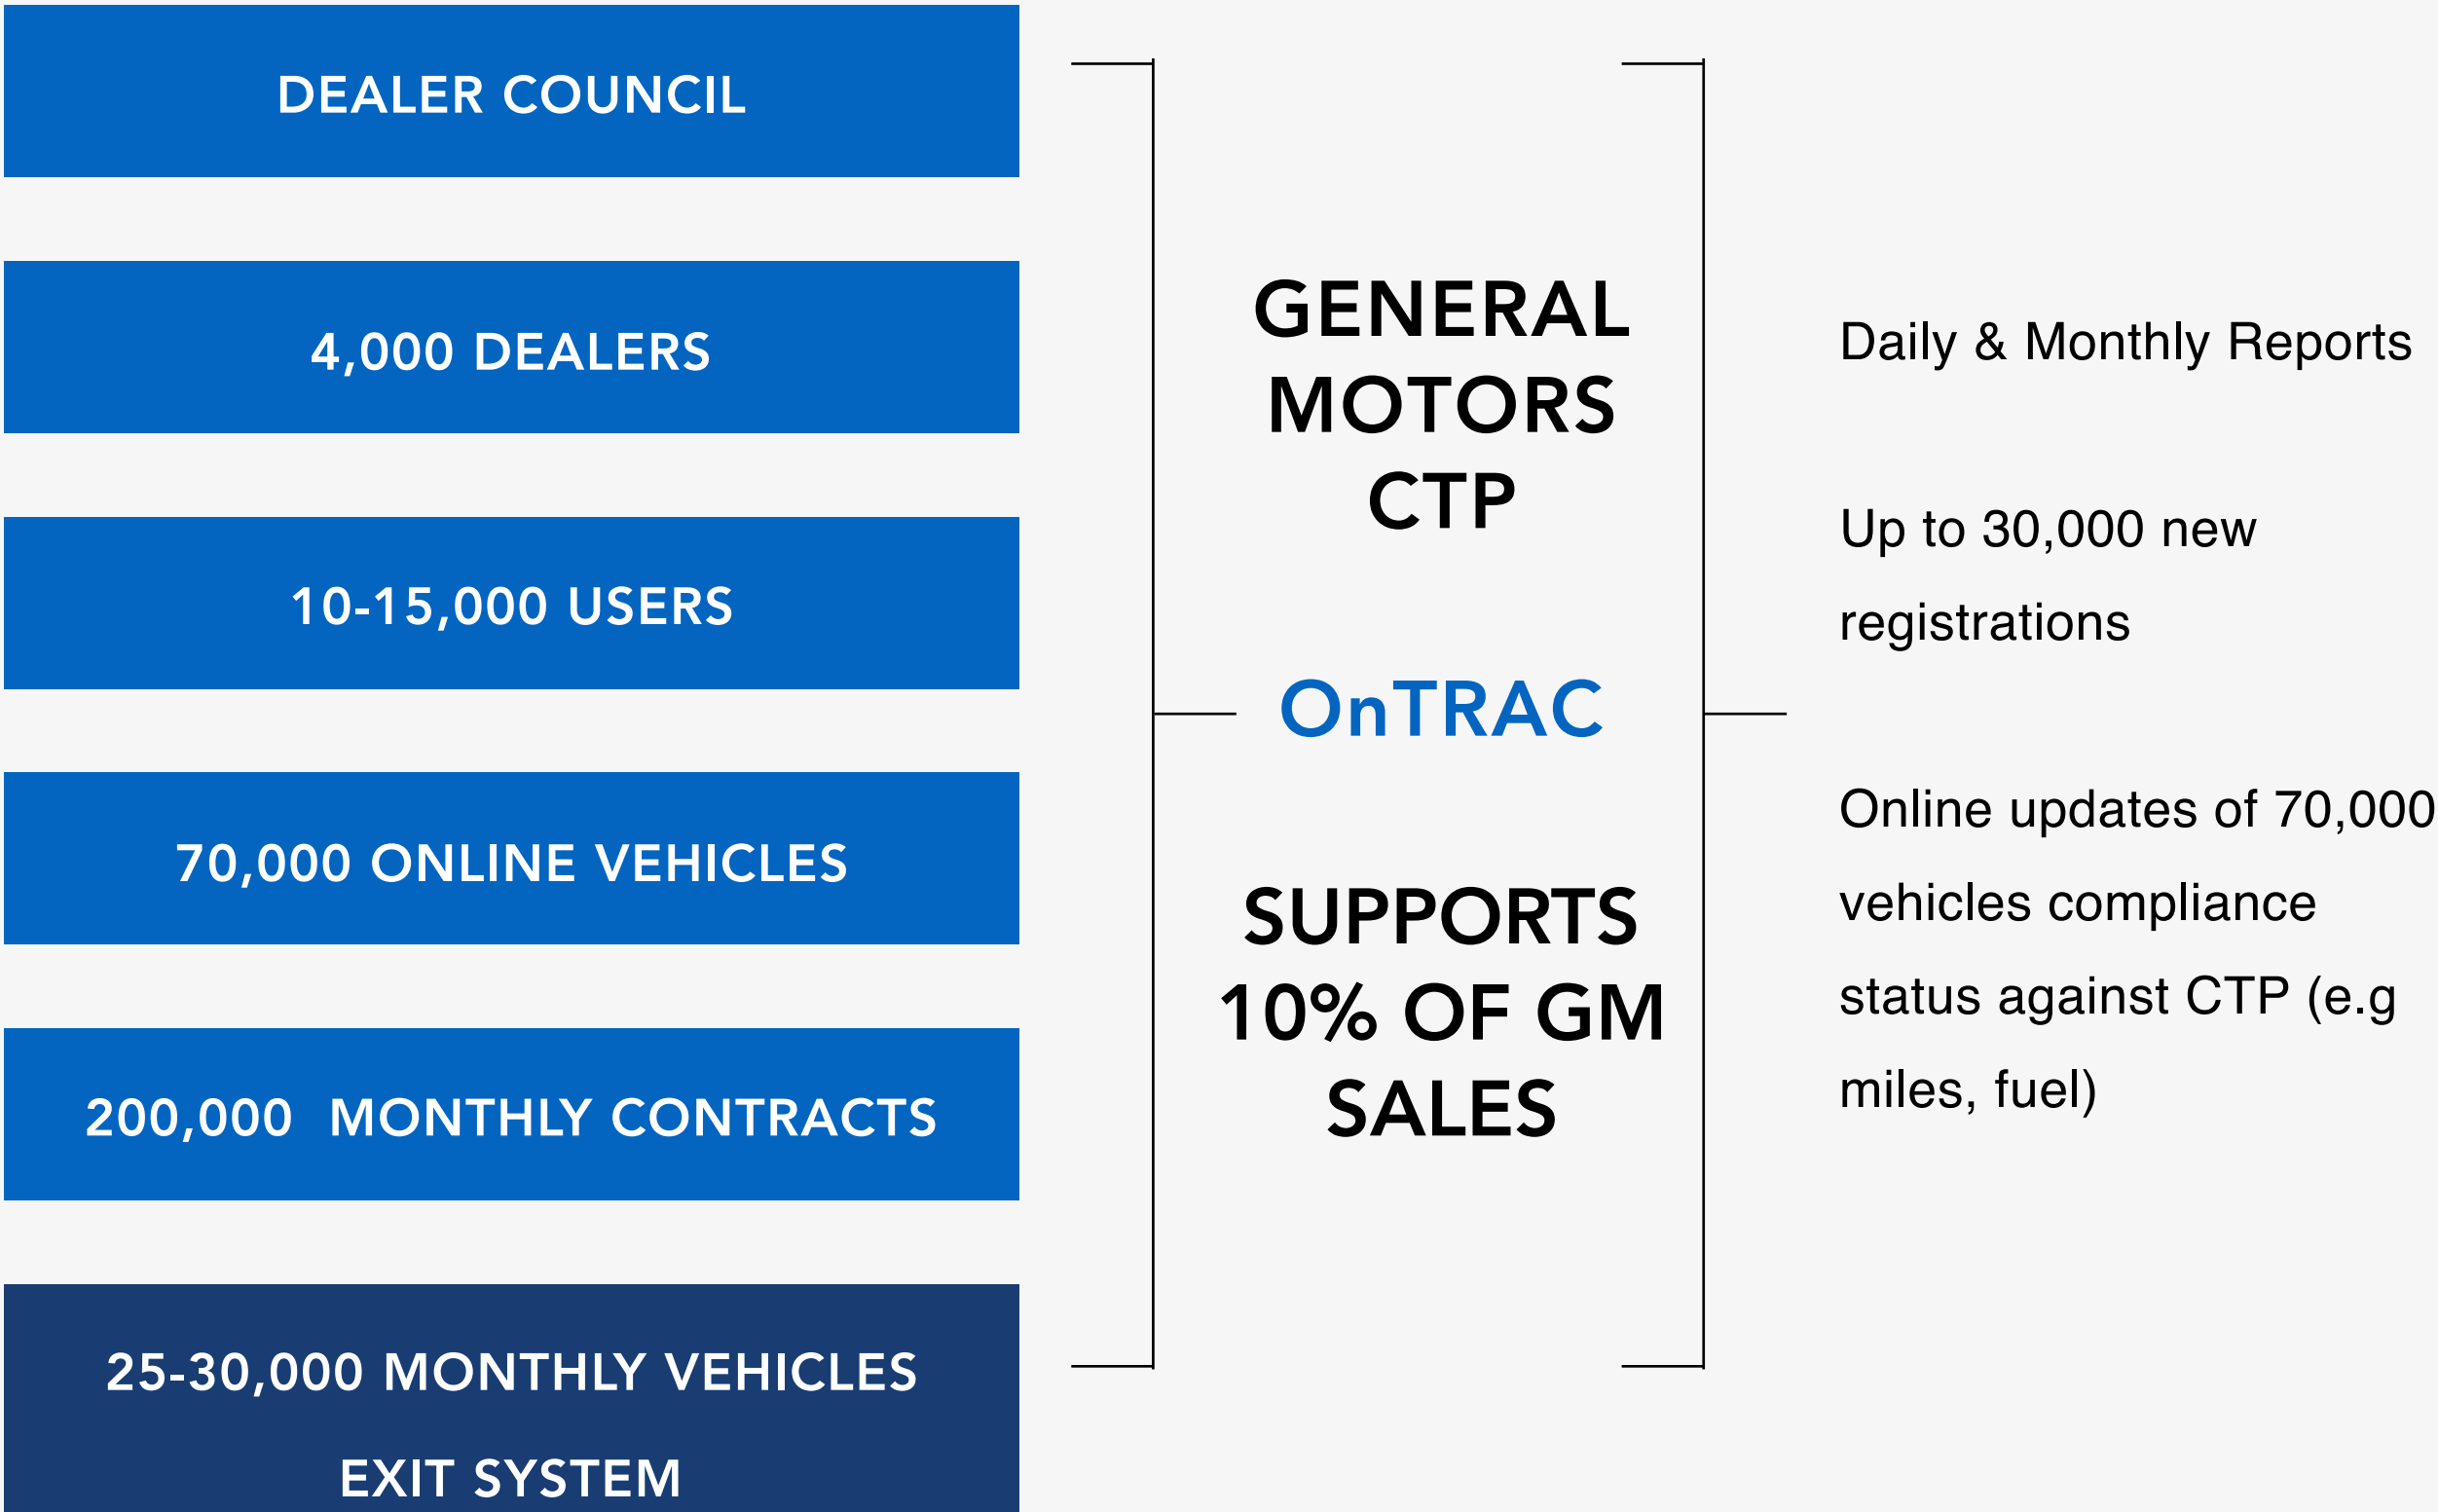 DEALER COUNCIL
4,000 DEALERS
10-15,000 USERS
70,000 ONLINE VEHICLES
200,000 MONTHLY CONTRACTS
25-30,000 MONTHLY VEHICLES
EXIT SYSTEM
GENERAL
MOTORS
CTP
OnTRAC
SUPPORTS
10% OF GM
SALES
Daily & Monthly Reports
Up to 30,000 new
registrations
Online updates of 70,000
vehicles compliance
status against CTP (e.g
miles, fuel)